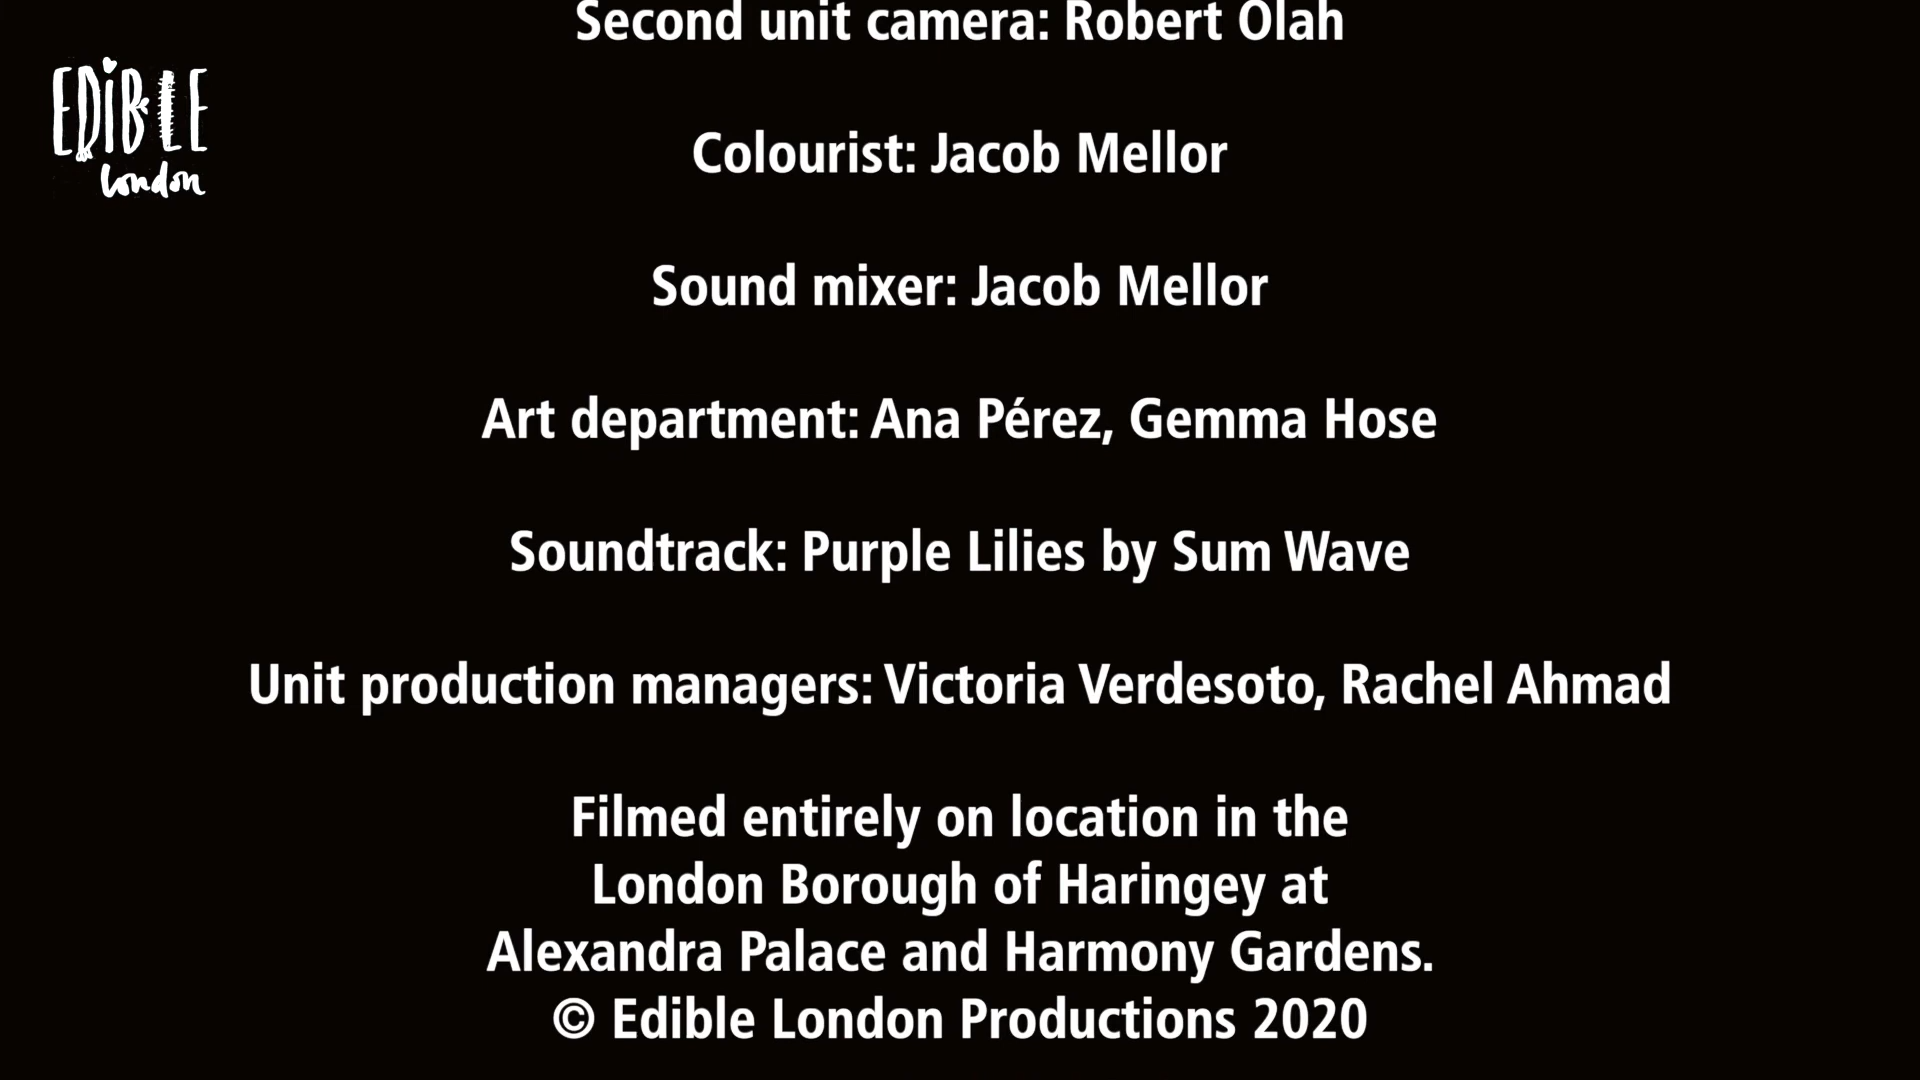 Second unit camera: Robert Olah
EDIBLE
London
Colourist: Jacob Mellor
Sound mixer: Jacob Mellor
Art department: Ana Pérez, Gemma Hose
Soundtrack: Purple Lilies by Sum Wave
Unit production managers: Victoria Verdesoto, Rachel Ahmad
Filmed entirely on location in the
London Borough of Haringey at
Alexandra Palace and Harmony Gardens.
© Edible London Productions 2020